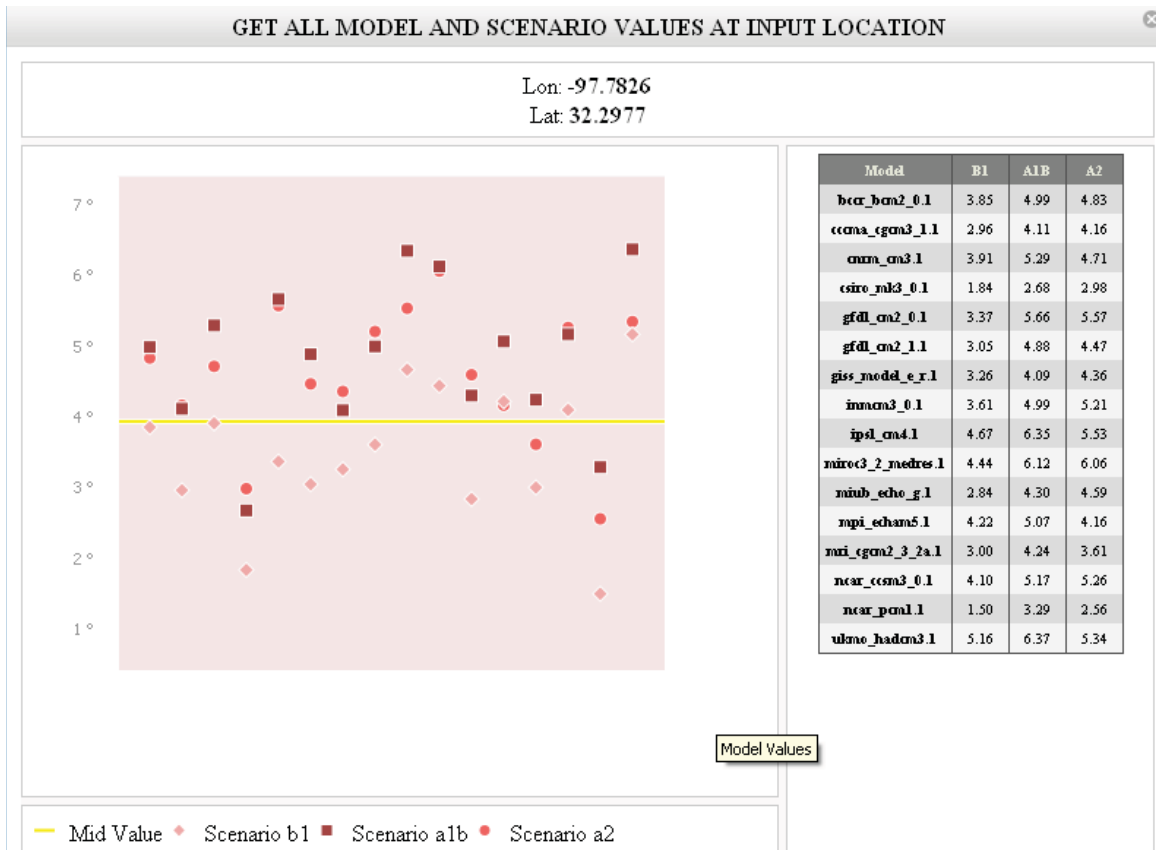 GET ALL MODEL AND SCENARIO VALUES AT INPUT LOCATION
Lon: -97.7826
Lat: 32.2977
7 °
6 °
5 °
4 °
3 °
2 °
1 °
Model B1 A1B A2
bccr_bcm2_0.1 3.85 4.99 4.83
cccma_cgcm3_1.1 2.96 4.11 4.16
cnrm_cm3.1 3.91 5.29 4.71
csiro_mk3_0.1 1.84 2.68 2.98
gfdl_cm2_0.1 3.37 5.66 5.57
gfdl_cm2_1.1 3.05 4.88 4.47
giss_model_e_r.1 3.26 4.09 4.36
inmcm3_0.1 3.61 4.99 5.21
ipsl_cm4.1 4.67 6.35 5.53
miroc3_2_medres.1 4.44 6.12 6.06
miub_echo_g.1 2.84 4.30 4.59
mpi_echam5.1 4.22 5.07 4.16
mri_cgcm2_3_2a.1 3.00 4.24 3.61
ncar_ccsm3_0.1 4.10 5.17 5.26
ncar_pcm1.1 1.50 3.29 2.56
ukmo_hadcm3.1 5.16 6.37 5.34
Model Values
Mid Value Scenario b1 Scenario a1b Scenario a2